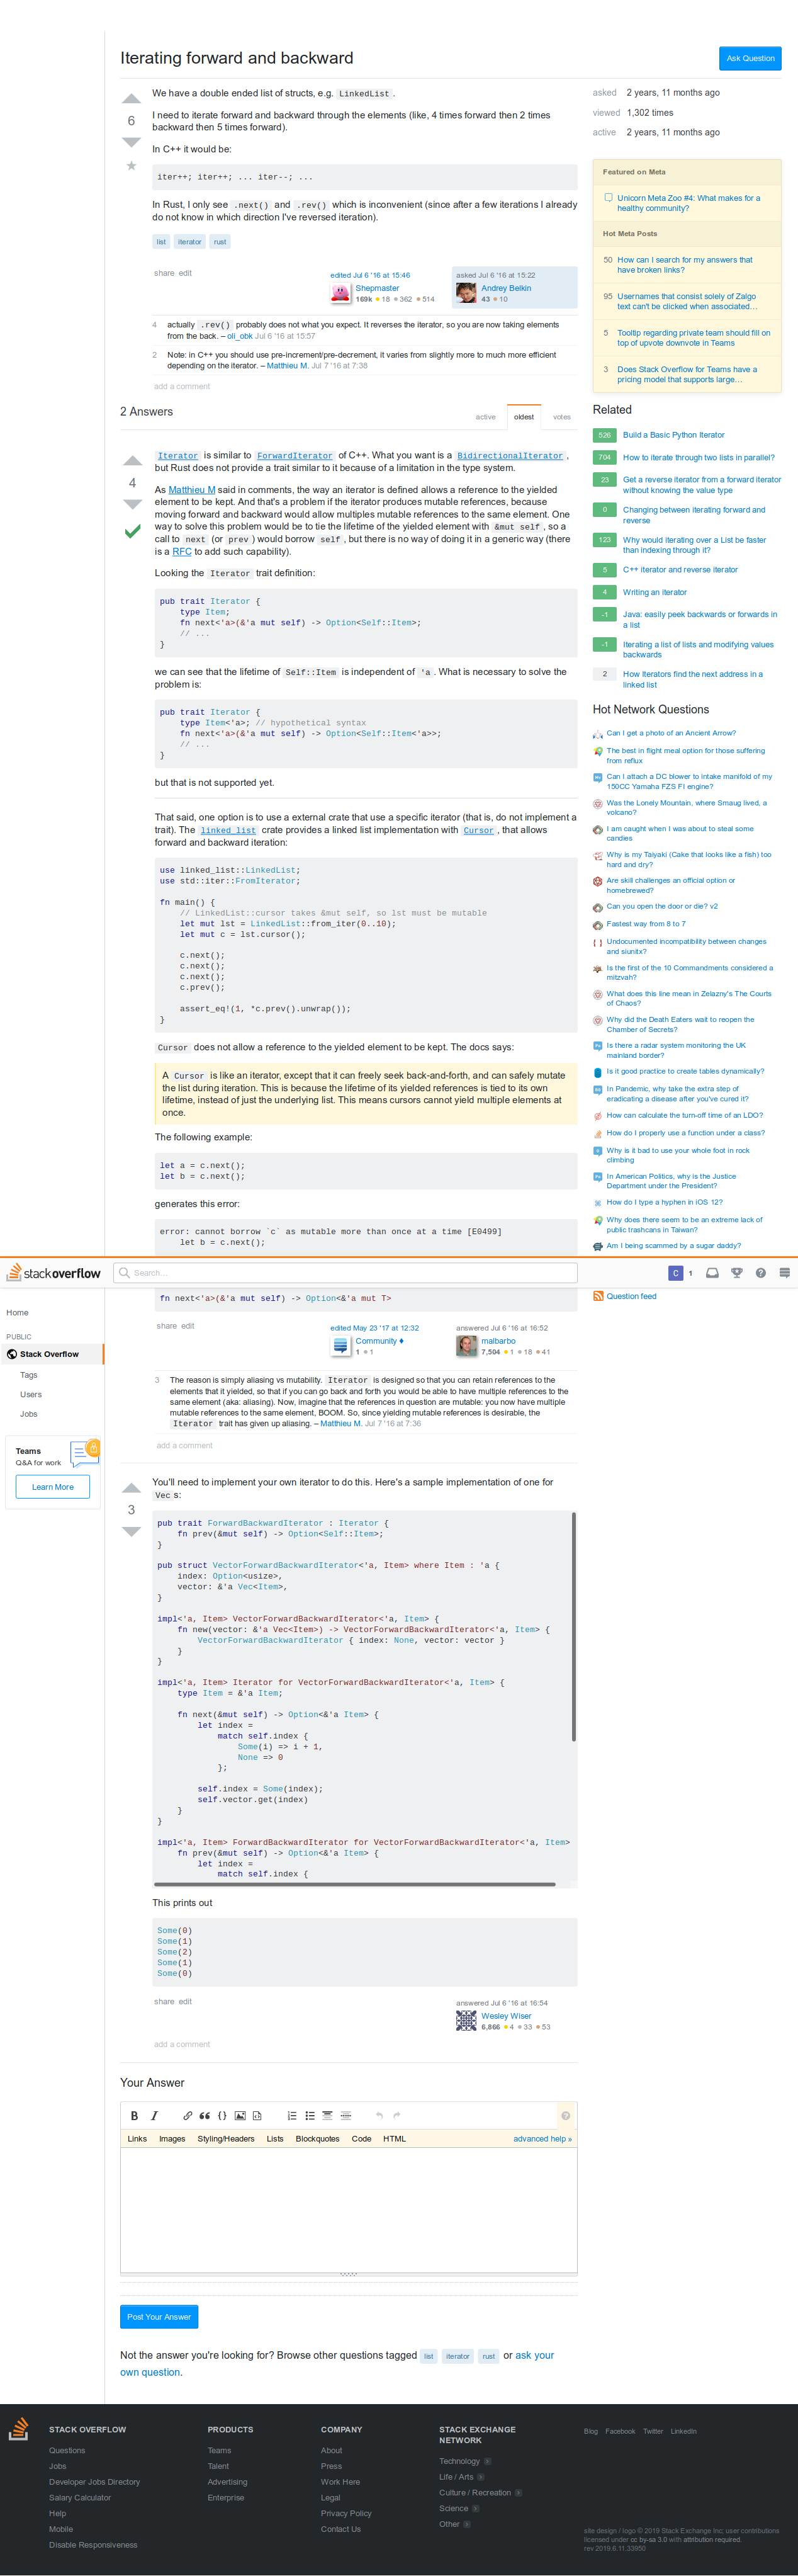 Iterating forward and backward
Ask Question
6
We have a double ended list of structs, e.g. LinkedList.
I need to iterate forward and backward through the elements (like, 4 times forward then 2 times
backward then 5 times forward).
In C++ it would be:
iter++; iter++; ... iter--; ...
In Rust, I only see .next() and .rev() which is inconvenient (since after a few iterations I already
do not know in which direction I've reversed iteration).
list iterator rust
share edit
edited Jul 6 '16 at 15:46
Shepmaster
169k 18 362 514
asked Jul 6 '16 at 15:22
Andrey Belkin
43 10
4 actually .rev() probably does not what you expect. It reverses the iterator, so you are now taking elements
from the back. – oli_obk Jul 6 '16 at 15:57
2 Note: in C++ you should use pre-increment/pre-decrement, it varies from slightly more to much more efficient
depending on the iterator. – Matthieu M. Jul 7 '16 at 7:38
add a comment
2 Answers
active oldest votes
4
Iterator is similar to ForwardIterator of C++. What you want is a BidirectionalIterator,
but Rust does not provide a trait similar to it because of a limitation in the type system.
As Matthieu M said in comments, the way an iterator is defined allows a reference to the yielded
element to be kept. And that's a problem if the iterator produces mutable references, because
moving forward and backward would allow multiples mutable references to the same element. One
way to solve this problem would be to tie the lifetime of the yielded element with &mut self, so a
call to next (or prev) would borrow self, but there is no way of doing it in a generic way (there
is a RFC to add such capability).
Looking the Iterator trait definition:
pub trait Iterator {
type Item;
fn next<'a>(&'a mut self) -> Option<Self::Item>;
// ...
}
we can see that the lifetime of Self::Item is independent of 'a. What is necessary to solve the
problem is:
pub trait Iterator {
type Item<'a>; // hypothetical syntax
fn next<'a>(&'a mut self) -> Option<Self::Item<'a>>;
// ...
}
but that is not supported yet.
That said, one option is to use a external crate that use a specific iterator (that is, do not implement a
trait). The linked_list crate provides a linked list implementation with Cursor, that allows
forward and backward iteration:
use linked_list::LinkedList;
use std::iter::FromIterator;
fn main() {
// LinkedList::cursor takes &mut self, so lst must be mutable
let mut lst = LinkedList::from_iter(0..10);
let mut c = lst.cursor();
c.next();
c.next();
c.next();
c.prev();
assert_eq!(1, *c.prev().unwrap());
}
Cursor does not allow a reference to the yielded element to be kept. The docs says:
A Cursor is like an iterator, except that it can freely seek back-and-forth, and can safely mutate
the list during iteration. This is because the lifetime of its yielded references is tied to its own
lifetime, instead of just the underlying list. This means cursors cannot yield multiple elements at
once.
The following example:
let a = c.next();
let b = c.next();
generates this error:
error: cannot borrow `c` as mutable more than once at a time [E0499]
let b = c.next();
fn next<'a>(&'a mut self) -> Option<&'a mut T>
share edit
edited May 23 '17 at 12:32
Community ♦
1 1
answered Jul 6 '16 at 16:52
malbarbo
7,504 1 18 41
3 The reason is simply aliasing vs mutability. Iterator is designed so that you can retain references to the
elements that it yielded, so that if you can go back and forth you would be able to have multiple references to the
same element (aka: aliasing). Now, imagine that the references in question are mutable: you now have multiple
mutable references to the same element, BOOM. So, since yielding mutable references is desirable, the
Iterator trait has given up aliasing. – Matthieu M. Jul 7 '16 at 7:36
add a comment
3
You'll need to implement your own iterator to do this. Here's a sample implementation of one for
Vec s:
pub trait ForwardBackwardIterator : Iterator {
fn prev(&mut self) -> Option<Self::Item>;
}
pub struct VectorForwardBackwardIterator<'a, Item> where Item : 'a {
index: Option<usize>,
vector: &'a Vec<Item>,
}
impl<'a, Item> VectorForwardBackwardIterator<'a, Item> {
fn new(vector: &'a Vec<Item>) -> VectorForwardBackwardIterator<'a, Item> {
VectorForwardBackwardIterator { index: None, vector: vector }
}
}
impl<'a, Item> Iterator for VectorForwardBackwardIterator<'a, Item> {
type Item = &'a Item;
fn next(&mut self) -> Option<&'a Item> {
let index =
match self.index {
Some(i) => i + 1,
None => 0
};
self.index = Some(index);
self.vector.get(index)
}
}
impl<'a, Item> ForwardBackwardIterator for VectorForwardBackwardIterator<'a, Item>
fn prev(&mut self) -> Option<&'a Item> {
let index =
match self.index {
This prints out
Some(0)
Some(1)
Some(2)
Some(1)
Some(0)
share edit
answered Jul 6 '16 at 16:54
Wesley Wiser
6,866 4 33 53
add a comment
Your Answer
Links Images Styling/Headers Lists Blockquotes Code HTML advanced help »
Post Your Answer
Not the answer you're looking for? Browse other questions tagged list iterator rust or ask your
own question.
asked 2 years, 11 months ago
viewed 1,302 times
active 2 years, 11 months ago
Featured on Meta
Unicorn Meta Zoo #4: What makes for a
healthy community?
Hot Meta Posts
50 How can I search for my answers that
have broken links?
95 Usernames that consist solely of Zalgo
text can't be clicked when associated…
5 Tooltip regarding private team should fill on
top of upvote downvote in Teams
3 Does Stack Overflow for Teams have a
pricing model that supports large…
Related
526 Build a Basic Python Iterator
704 How to iterate through two lists in parallel?
23 Get a reverse iterator from a forward iterator
without knowing the value type
0 Changing between iterating forward and
reverse
123 Why would iterating over a List be faster
than indexing through it?
5 C++ iterator and reverse iterator
4 Writing an iterator
-1 Java: easily peek backwards or forwards in
a list
-1 Iterating a list of lists and modifying values
backwards
2 How Iterators find the next address in a
linked list
Hot Network Questions
Can I get a photo of an Ancient Arrow?
The best in flight meal option for those suffering
from reflux
Can I attach a DC blower to intake manifold of my
150CC Yamaha FZS FI engine?
Was the Lonely Mountain, where Smaug lived, a
volcano?
I am caught when I was about to steal some
candies
Why is my Taiyaki (Cake that looks like a fish) too
hard and dry?
Are skill challenges an official option or
homebrewed?
Can you open the door or die? v2
Fastest way from 8 to 7
Undocumented incompatibility between changes
and siunitx?
Is the first of the 10 Commandments considered a
mitzvah?
What does this line mean in Zelazny's The Courts
of Chaos?
Why did the Death Eaters wait to reopen the
Chamber of Secrets?
Is there a radar system monitoring the UK
mainland border?
Is it good practice to create tables dynamically?
In Pandemic, why take the extra step of
eradicating a disease after you've cured it?
How can calculate the turn-off time of an LDO?
How do I properly use a function under a class?
Why is it bad to use your whole foot in rock
climbing
In American Politics, why is the Justice
Department under the President?
How do I type a hyphen in iOS 12?
Why does there seem to be an extreme lack of
public trashcans in Taiwan?
Am I being scammed by a sugar daddy?
Question feed
stackoverflow
Search…
C 1
Home
PUBLIC
Stack Overflow
Tags
Users
Jobs
Teams
Q&A for work
Learn More
STACK OVERFLOW
Questions
Jobs
Developer Jobs Directory
Salary Calculator
Help
Mobile
Disable Responsiveness
PRODUCTS
Teams
Talent
Advertising
Enterprise
COMPANY
About
Press
Work Here
Legal
Privacy Policy
Contact Us
STACK EXCHANGE
NETWORK
Technology
Life / Arts
Culture / Recreation
Science
Other
Blog Facebook Twitter LinkedIn
site design / logo © 2019 Stack Exchange Inc; user contributions
licensed under cc by-sa 3.0 with attribution required.
rev 2019.6.11.33950